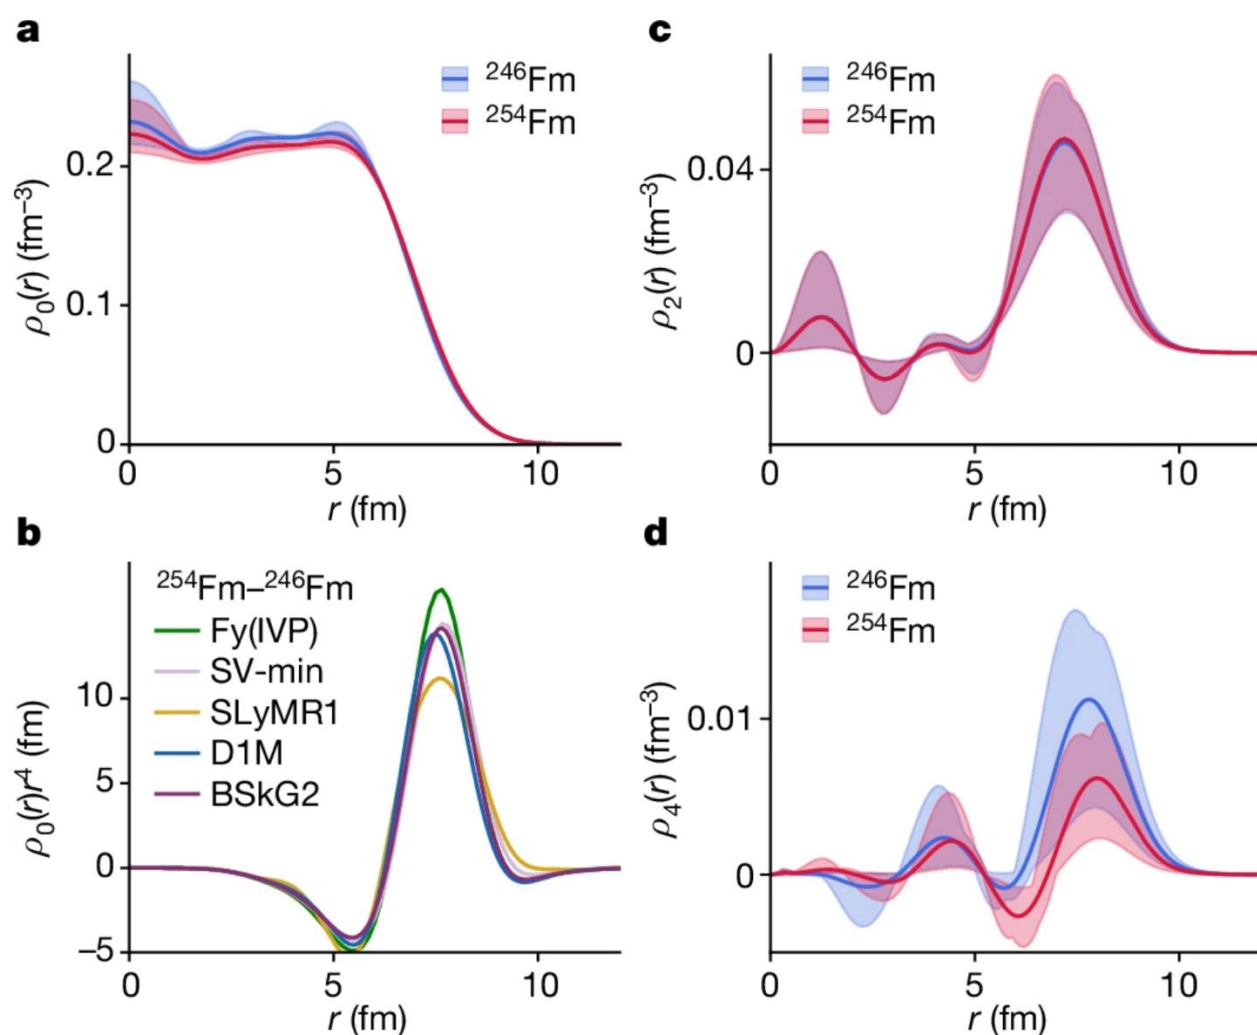 a
²⁴⁶Fm
²⁵⁴Fm
0.2
0.1
0
ρ₀(r) (fm⁻³)
0 5 10
r (fm)
c
²⁴⁶Fm
²⁵⁴Fm
0.04
0
ρ₂(r) (fm⁻³)
0 5 10
r (fm)
b
²⁵⁴Fm–²⁴⁶Fm
Fy(IVP)
SV-min
SLyMR1
D1M
BSkG2
10
5
0
–5
ρ₀(r)r⁴ (fm)
0 5 10
r (fm)
d
²⁴⁶Fm
²⁵⁴Fm
0.01
0
ρ₄(r) (fm⁻³)
0 5 10
r (fm)